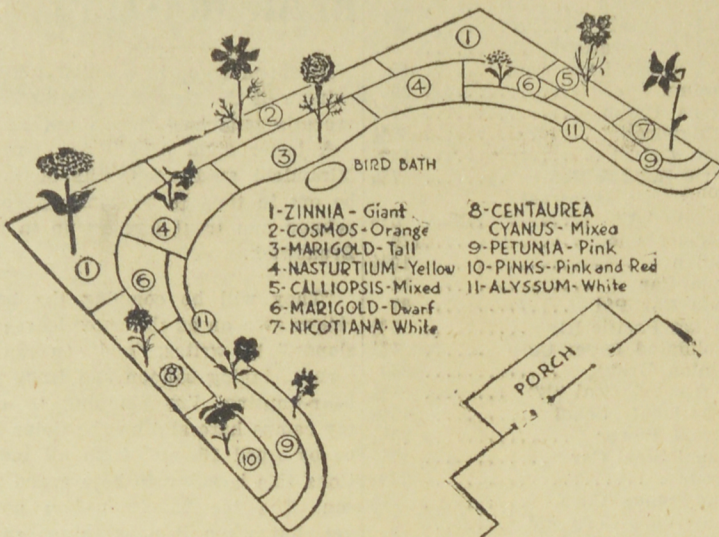 1
5
4
6
7
2
11
9
3
BIRD BATH
4
1-ZINNIA - Giant
2-COSMOS - Orange
3-MARIGOLD - Tall
4-NASTURTIUM - Yellow
5-CALLIOPSIS - Mixed
6-MARIGOLD - Dwarf
7-NICOTIANA - White
8-CENTAUREA
CYANUS - Mixed
9-PETUNIA - Pink
10-PINKS - Pink and Red
11-ALYSSUM - White
1
6
11
8
9
10
PORCH